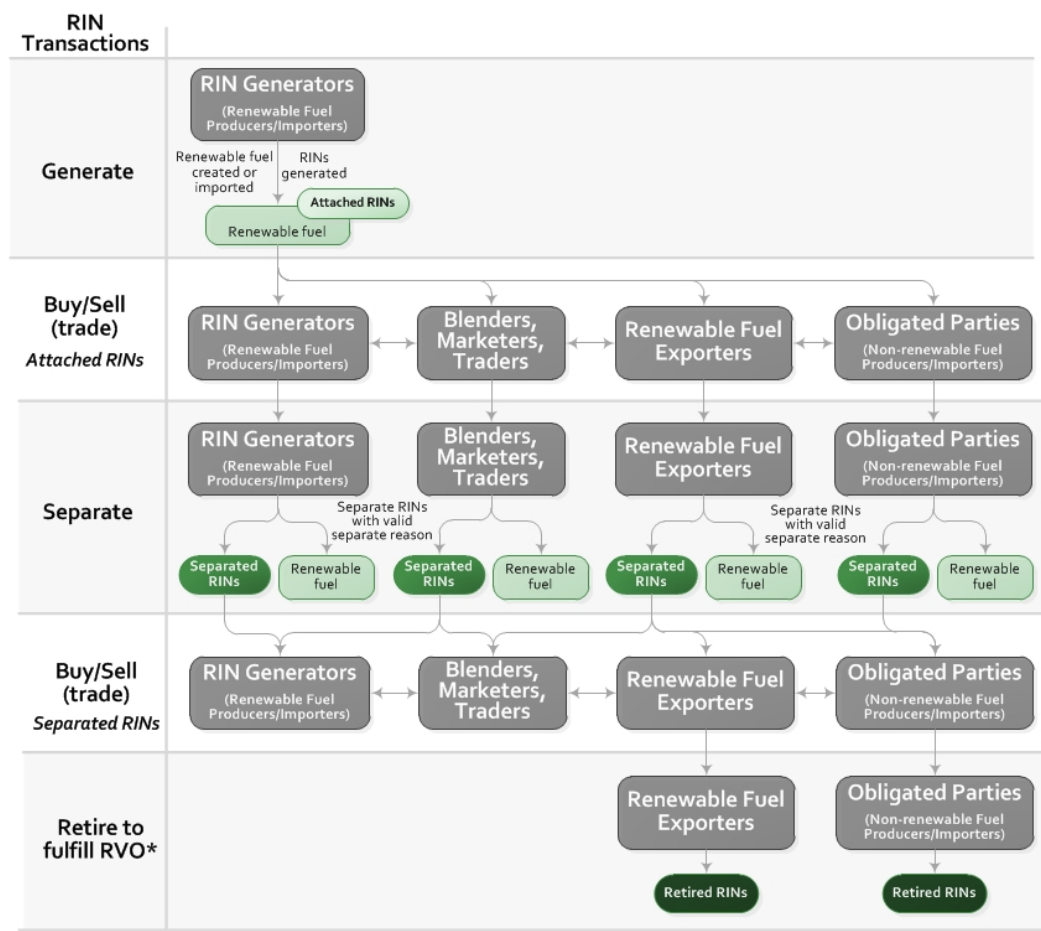 RIN
Transactions
Generate
RIN Generators
(Renewable Fuel
Producers/Importers)
Renewable fuel
created or
imported
RINs
generated
Attached RINs
Renewable fuel
Buy/Sell
(trade)
Attached RINs
RIN Generators
(Renewable Fuel
Producers/Importers)
Blenders,
Marketers,
Traders
Renewable Fuel
Exporters
Obligated Parties
(Non-renewable Fuel
Producers/Importers)
Separate
RIN Generators
(Renewable Fuel
Producers/Importers)
Blenders,
Marketers,
Traders
Renewable Fuel
Exporters
Obligated Parties
(Non-renewable Fuel
Producers/Importers)
Separate RINs
with valid
separate reason
Separate RINs
with valid
separate reason
Separated
RINs
Renewable
fuel
Separated
RINs
Renewable
fuel
Separated
RINs
Renewable
fuel
Separated
RINs
Renewable
fuel
Buy/Sell
(trade)
Separated RINs
RIN Generators
(Renewable Fuel
Producers/Importers)
Blenders,
Marketers,
Traders
Renewable Fuel
Exporters
Obligated Parties
(Non-renewable Fuel
Producers/Importers)
Retire to
fulfill RVO*
Renewable Fuel
Exporters
Obligated Parties
(Non-renewable Fuel
Producers/Importers)
Retired RINs
Retired RINs